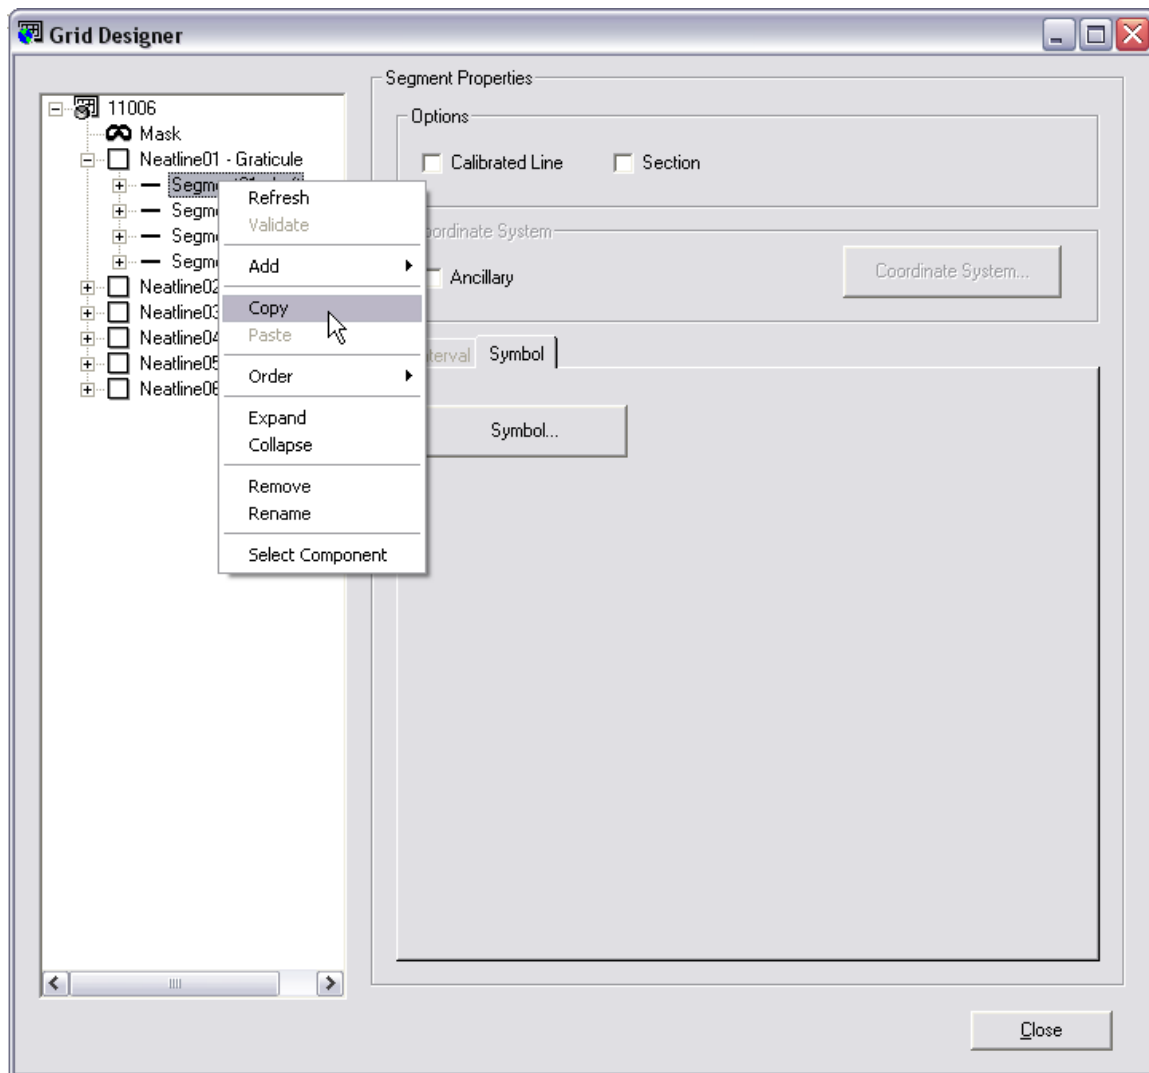 Grid Designer
11006
Mask
Neatline01 - Graticule
Segment01
Segm
Segm
Segm
Neatline02
Neatline03
Neatline04
Neatline05
Neatline06
Refresh
Validate
Add
Copy
Paste
Order
Expand
Collapse
Remove
Rename
Select Component
Segment Properties
Options
Calibrated Line
Section
ordinate System
Ancillary
Coordinate System...
terval
Symbol
Symbol...
Close